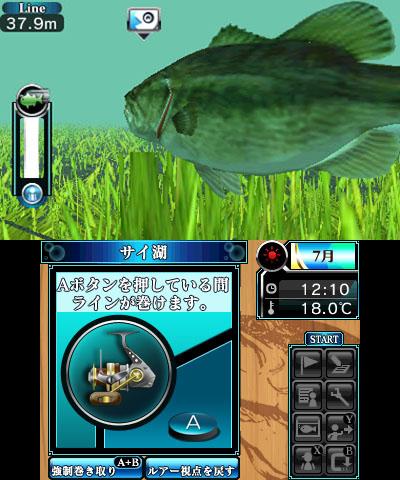 Line
37.9m
サイ湖
Aボタンを押している間
ラインが巻けます。
A
強制巻き取り A+B
ルアー視点を戻す
7月
12:10
18.0℃
START
Y
X
B